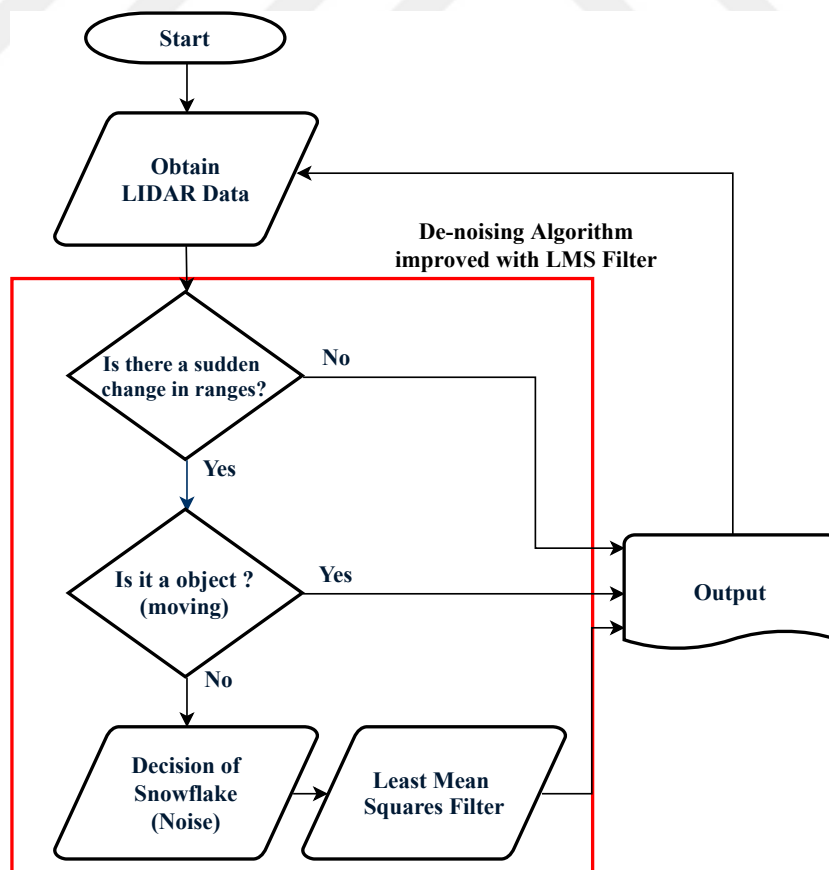 Start
Obtain
LIDAR Data
De-noising Algorithm
improved with LMS Filter
Is there a sudden
change in ranges?
No
Yes
Is it a object ?
(moving)
Yes
Output
No
Decision of
Snowflake
(Noise)
Least Mean
Squares Filter